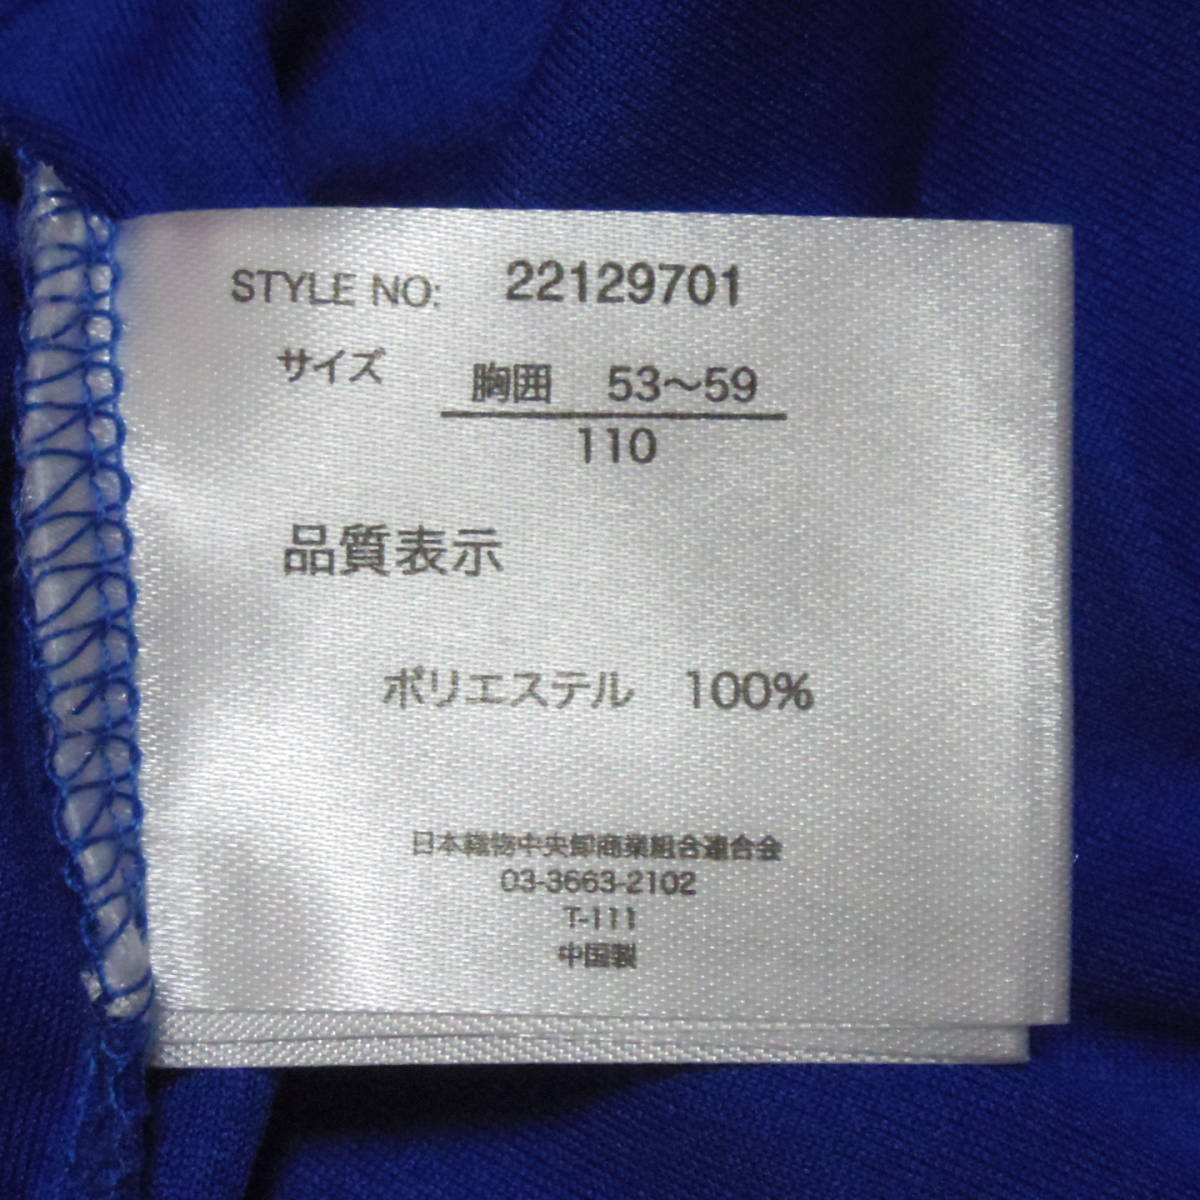 STYLE NO: 22129701
サイズ 胸囲 53～59
110
品質表示
ポリエステル 100%
日本織物中央卸商業組合連合会
03-3663-2102
T-111
中国製